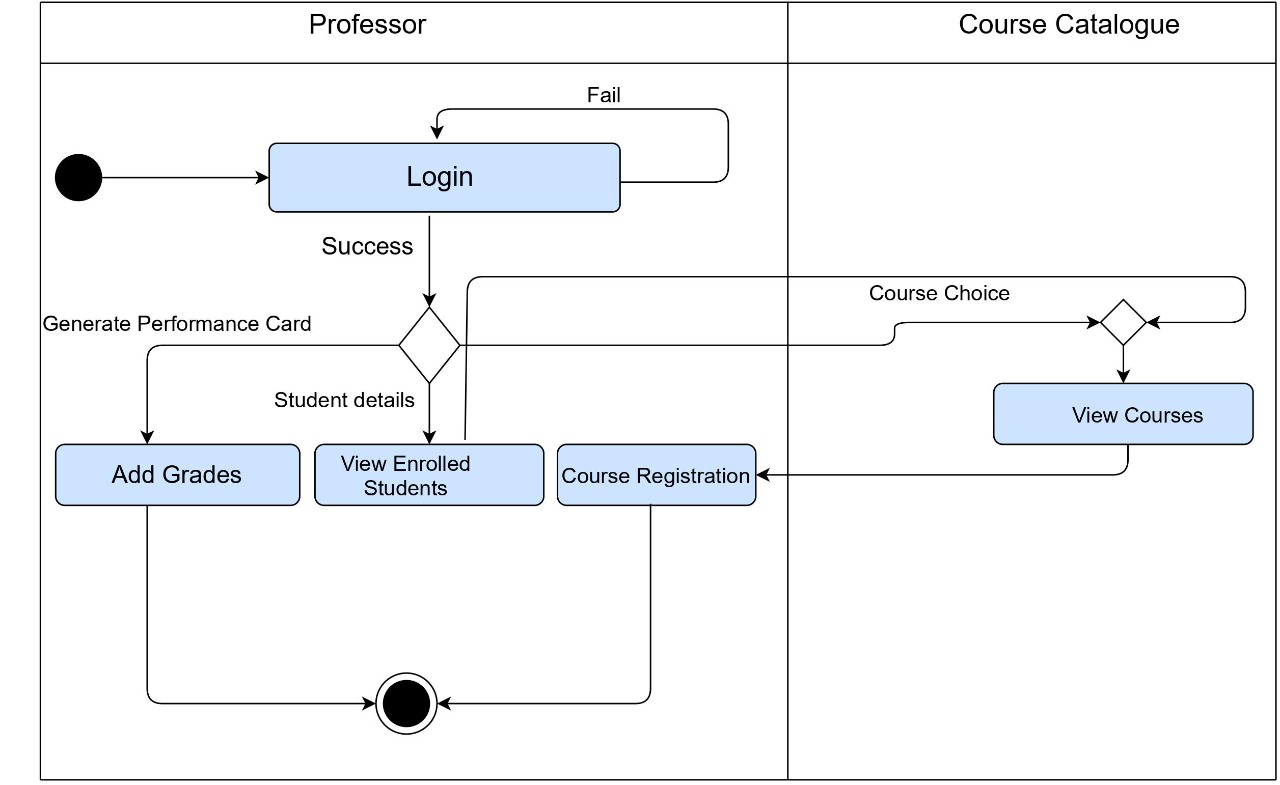 Professor
Course Catalogue
Fail
Login
Success
Course Choice
Generate Performance Card
Student details
View Courses
Add Grades
View Enrolled
Students
Course Registration